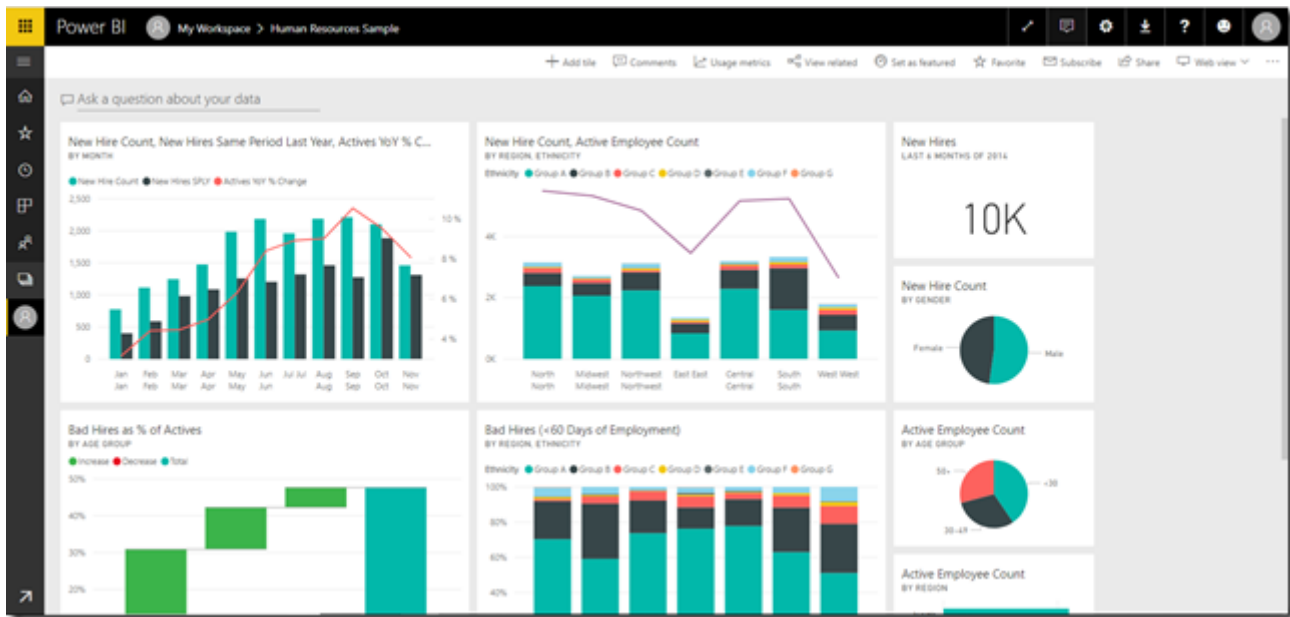 Power BI My Workspace > Human Resources Sample
Add tile Comments Usage metrics View related Set as featured Favorite Subscribe Share Web view
Ask a question about your data
New Hire Count, New Hires Same Period Last Year, Actives YoY % C...
BY MONTH
New Hire Count New Hires SPLY Actives YoY % Change
2,500
2,000
1,500
1,000
500
0
10 %
8 %
6 %
4 %
Jan Feb Mar Apr May Jun Jul Jul Aug Sep Oct Nov
Jan Feb Mar Apr May Jun Aug Sep Oct Nov
New Hire Count, Active Employee Count
BY REGION, ETHNICITY
Ethnicity Group A Group B Group C Group D Group E Group F Group G
4K
2K
0K
North Midwest Northwest East East Central South West West
North Midwest Northwest Central South
New Hires
LAST 6 MONTHS OF 2014
10K
New Hire Count
BY GENDER
Female
Male
Bad Hires as % of Actives
BY AGE GROUP
Increase Decrease Total
50%
40%
30%
20%
Bad Hires (<60 Days of Employment)
BY REGION, ETHNICITY
Ethnicity Group A Group B Group C Group D Group E Group F Group G
100%
80%
60%
40%
Active Employee Count
BY AGE GROUP
50+
<30
30-49
Active Employee Count
BY REGION